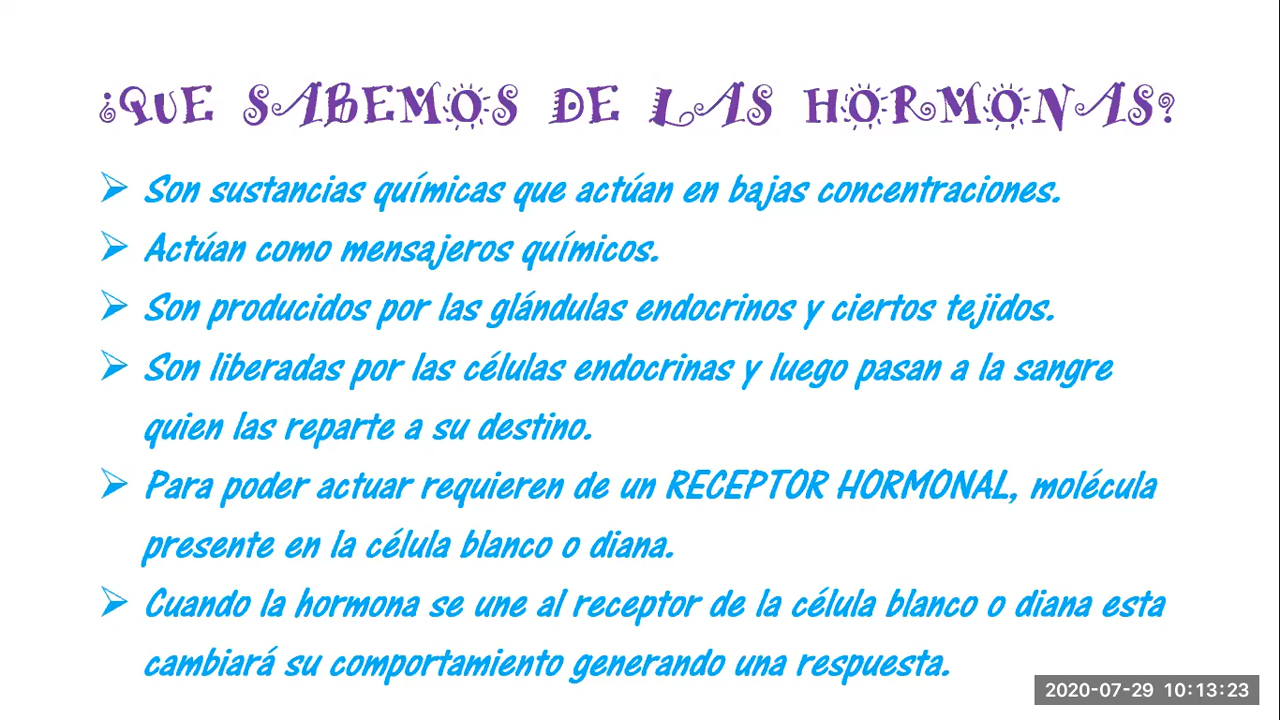 ¿QUE SABEMOS DE LAS HORMONAS?
➢ Son sustancias químicas que actúan en bajas concentraciones.
➢ Actúan como mensajeros químicos.
➢ Son producidos por las glándulas endocrinos y ciertos tejidos.
➢ Son liberadas por las células endocrinas y luego pasan a la sangre
quien las reparte a su destino.
➢ Para poder actuar requieren de un RECEPTOR HORMONAL, molécula
presente en la célula blanco o diana.
➢ Cuando la hormona se une al receptor de la célula blanco o diana esta
cambiará su comportamiento generando una respuesta.
2020-07-29 10:13:23